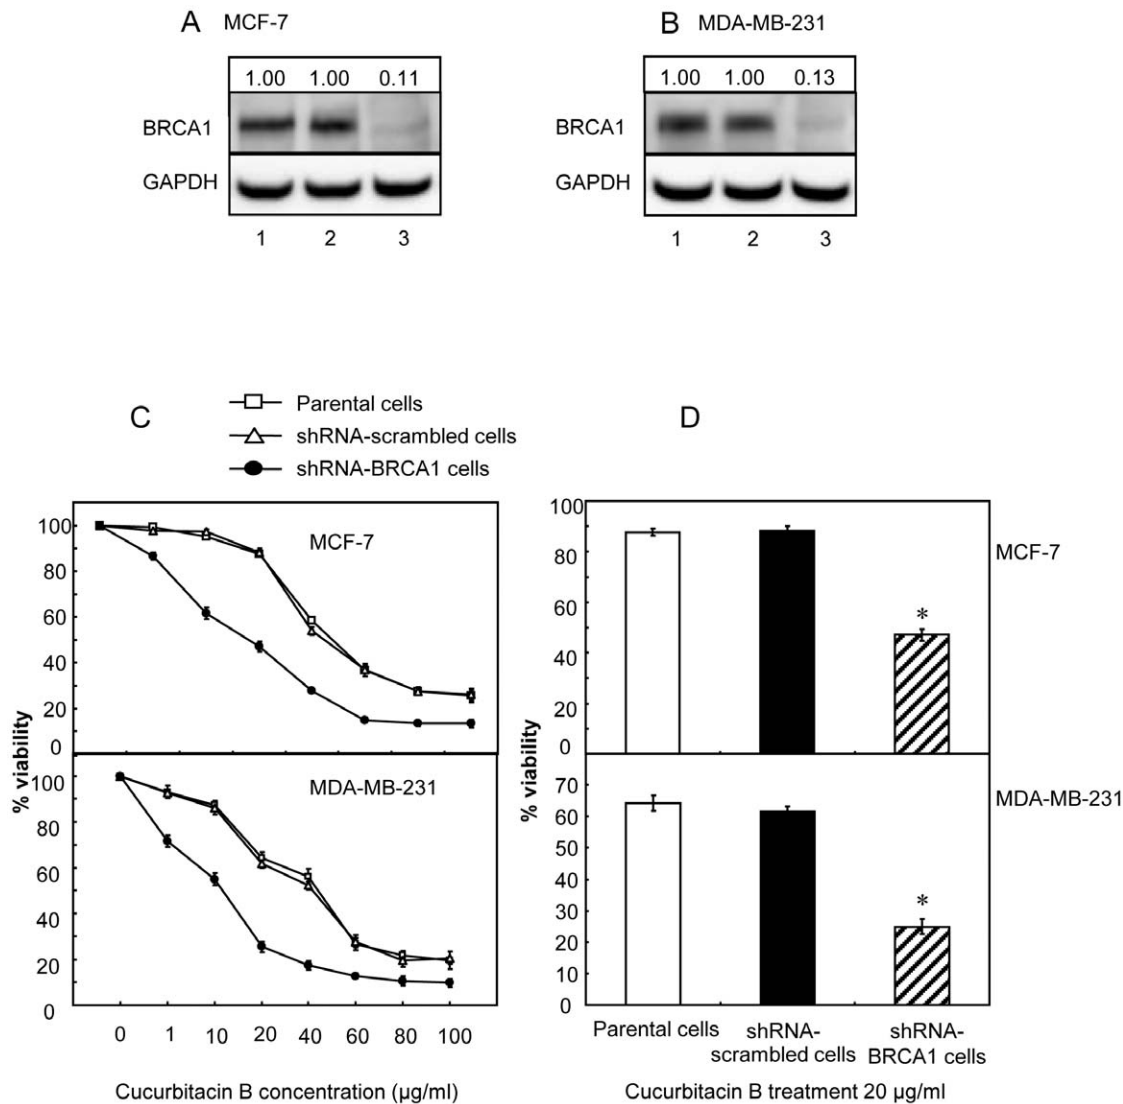 A MCF-7
1.00 1.00 0.11
BRCA1
GAPDH
1 2 3
B MDA-MB-231
1.00 1.00 0.13
BRCA1
GAPDH
1 2 3
C
Parental cells
shRNA-scrambled cells
shRNA-BRCA1 cells
% viability
100
80
60
40
20
0
MCF-7
100
80
60
40
20
0
MDA-MB-231
0 1 10 20 40 60 80 100
Cucurbitacin B concentration (µg/ml)
D
% viability
100
80
60
40
20
0
*
MCF-7
70
60
50
40
30
20
10
0
*
MDA-MB-231
Parental cells
shRNA-
scrambled cells
shRNA-
BRCA1 cells
Cucurbitacin B treatment 20 µg/ml